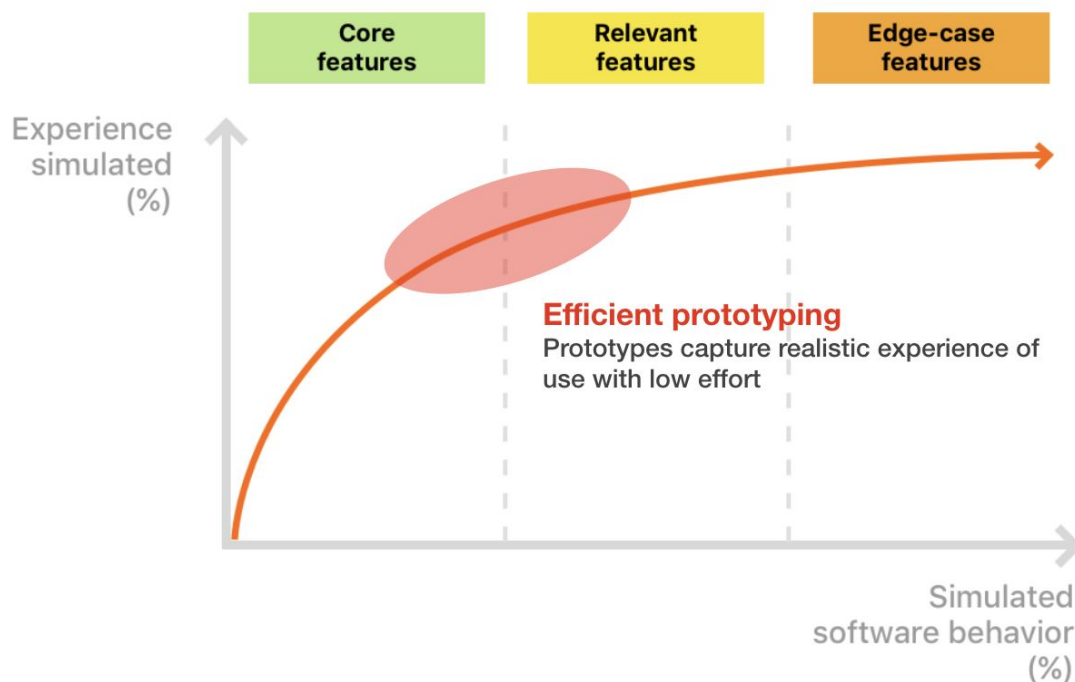 Core
features
Relevant
features
Edge-case
features
Experience
simulated
(%)
Efficient prototyping
Prototypes capture realistic experience of
use with low effort
Simulated
software behavior
(%)